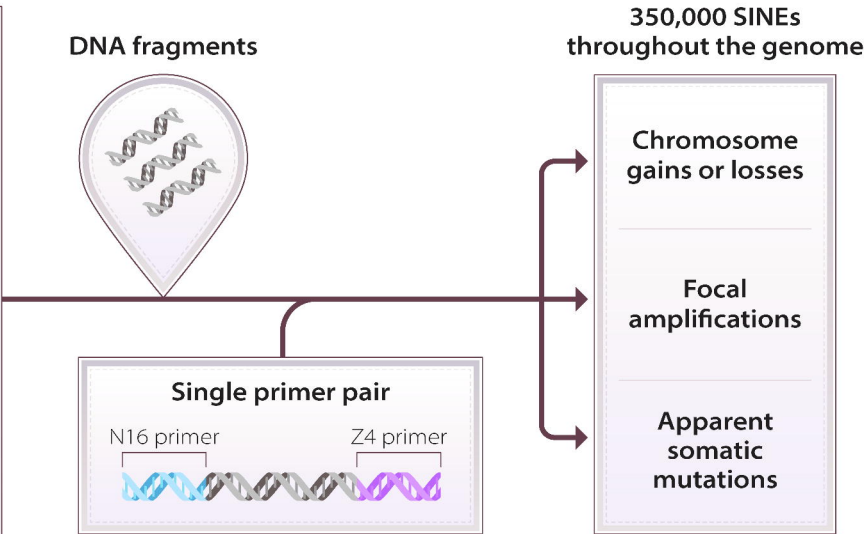 DNA fragments
350,000 SINEs
throughout the genome
Chromosome
gains or losses
Focal
amplifications
Apparent
somatic
mutations
Single primer pair
N16 primer
Z4 primer